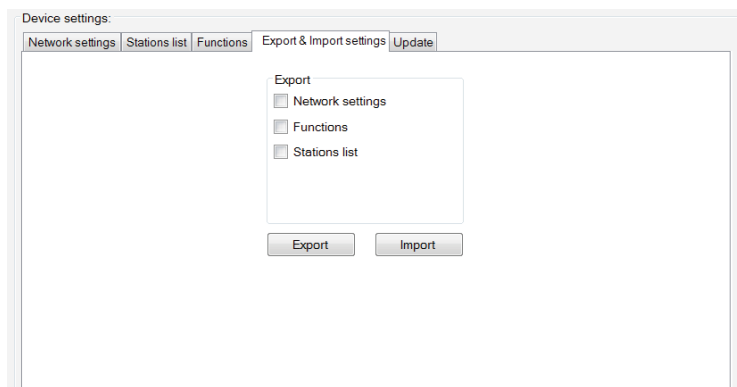 Device settings:
Network settings Stations list Functions Export & Import settings Update
Export
Network settings
Functions
Stations list
Export Import